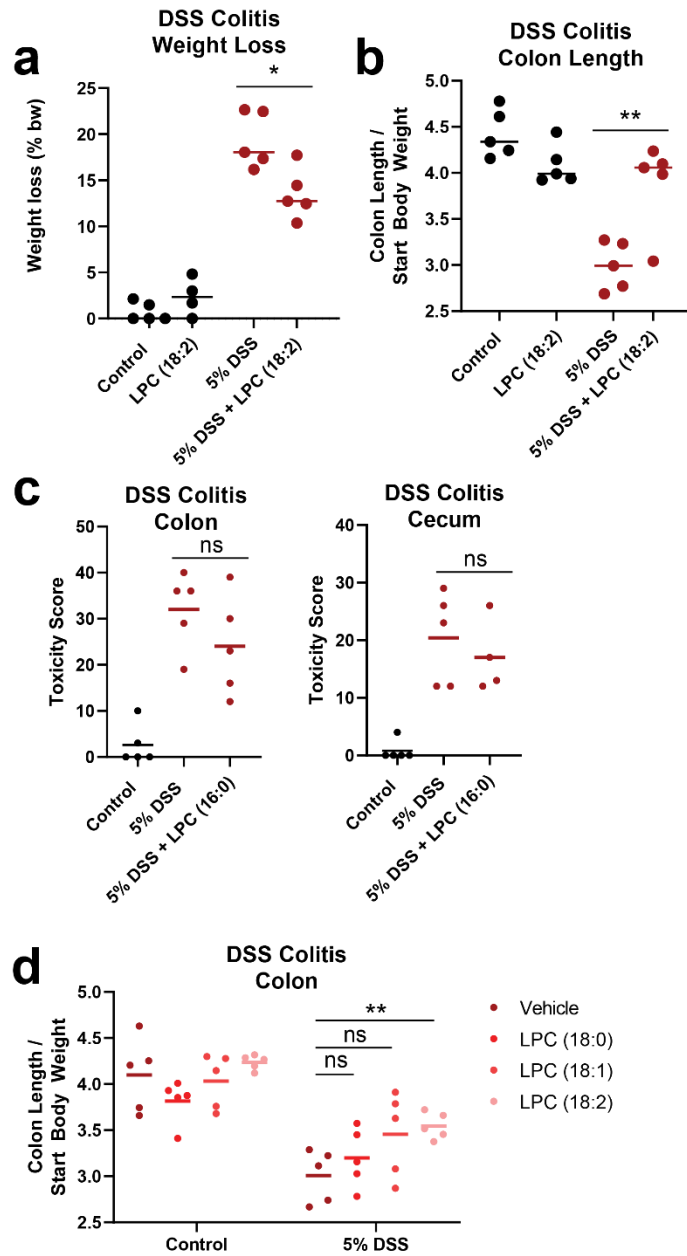 a
DSS Colitis
Weight Loss
*
Weight loss (% bw)
25
20
15
10
5
0
Control
LPC (18:2)
5% DSS
5% DSS + LPC (18:2)
b
DSS Colitis
Colon Length
**
Colon Length /
Start Body Weight
5.0
4.5
4.0
3.5
3.0
2.5
Control
LPC (18:2)
5% DSS
5% DSS + LPC (18:2)
c
DSS Colitis
Colon
ns
Toxicity Score
50
40
30
20
10
0
Control
5% DSS
5% DSS + LPC (16:0)
DSS Colitis
Cecum
ns
Toxicity Score
40
30
20
10
0
Control
5% DSS
5% DSS + LPC (16:0)
d
DSS Colitis
Colon
**
ns
ns
Colon Length /
Start Body Weight
5.0
4.5
4.0
3.5
3.0
2.5
Control
5% DSS
Vehicle
LPC (18:0)
LPC (18:1)
LPC (18:2)